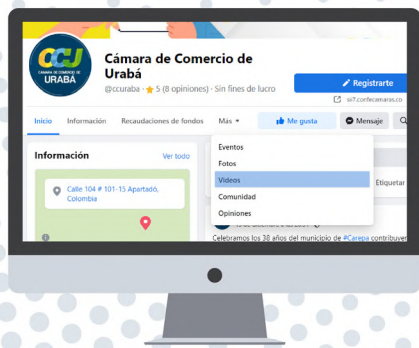 CCU
CÁMARA DE COMERCIO DE
URABÁ
Cámara de Comercio de
Urabá
@ccuraba · 5 (8 opiniones) · Sin fines de lucro
Registrarte
sii7.confecamaras.co
Inicio Información Recaudaciones de fondos Más Me gusta Mensaje
Información Ver todo
Calle 104 # 101-15 Apartadó,
Colombia
Eventos
Fotos
Videos
Comunidad
Opiniones
Etiquetar
Celebramos los 38 años del municipio de #Carepa contribuyer